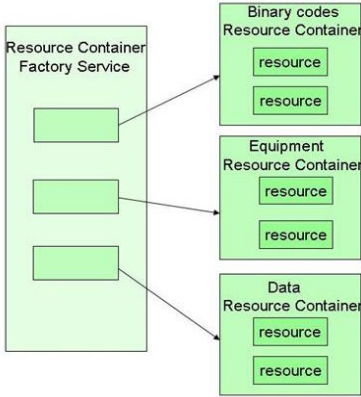 Resource Container
Factory Service
Binary codes
Resource Container
resource
resource
Equipment
Resource Container
resource
resource
Data
Resource Container
resource
resource